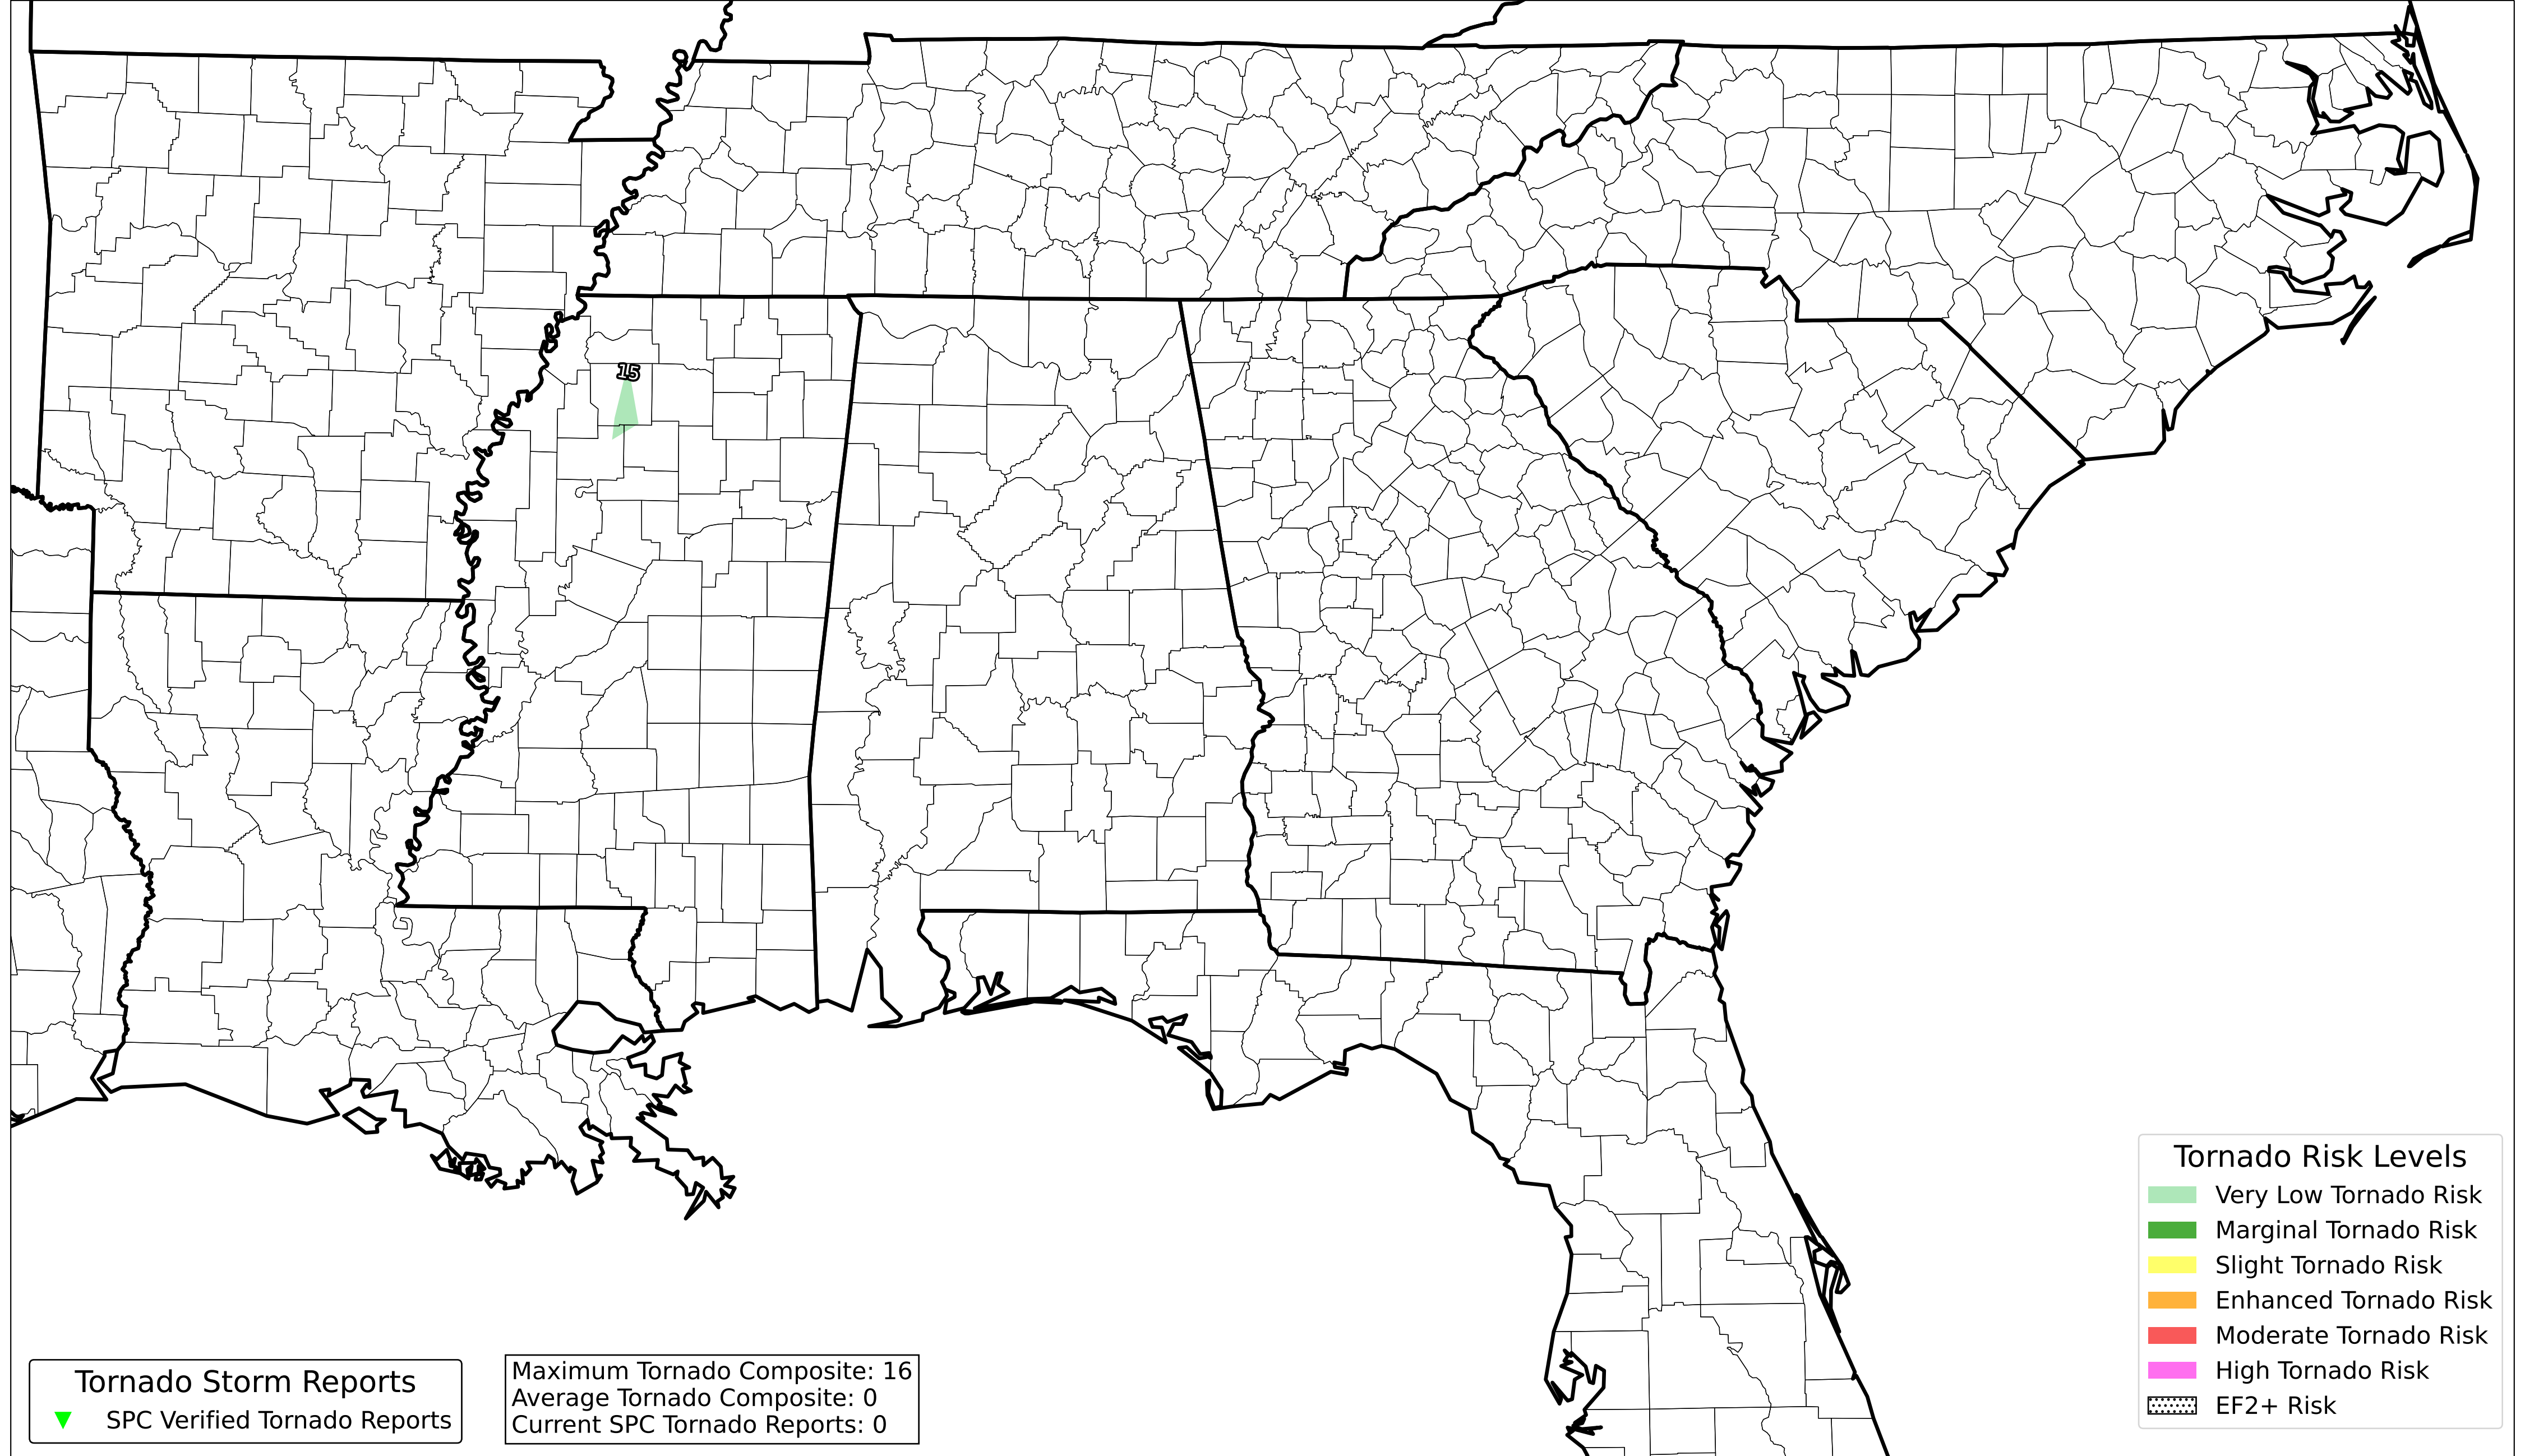 15
Tornado Risk Levels
Very Low Tornado Risk
Marginal Tornado Risk
Slight Tornado Risk
Enhanced Tornado Risk
Moderate Tornado Risk
High Tornado Risk
EF2+ Risk
Tornado Storm Reports
SPC Verified Tornado Reports
Maximum Tornado Composite: 16
Average Tornado Composite: 0
Current SPC Tornado Reports: 0